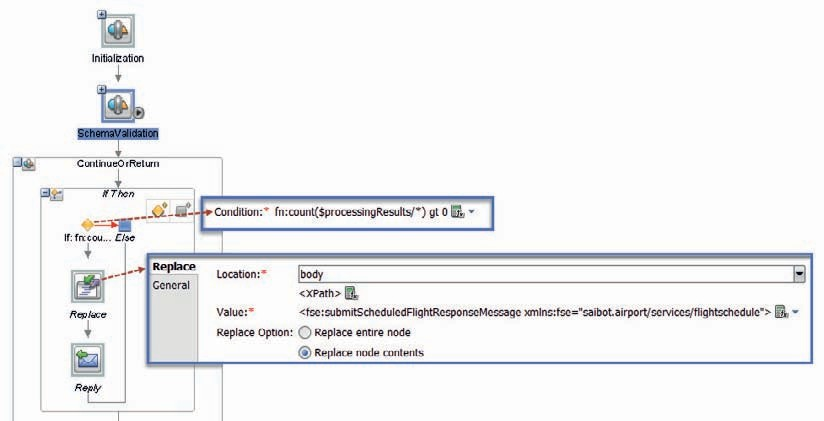 Initialization
SchemaValidation
ContinueOrReturn
If Then
If: fn:cou... Else
Condition:* fn:count($processingResults/*) gt 0
Replace
General
Location:* body
<XPath>
Value:* <fse:submitScheduledFlightResponseMessage xmlns:fse="saibot.airport/services/flightschedule">
Replace Option: Replace entire node
Replace node contents
Replace
Reply